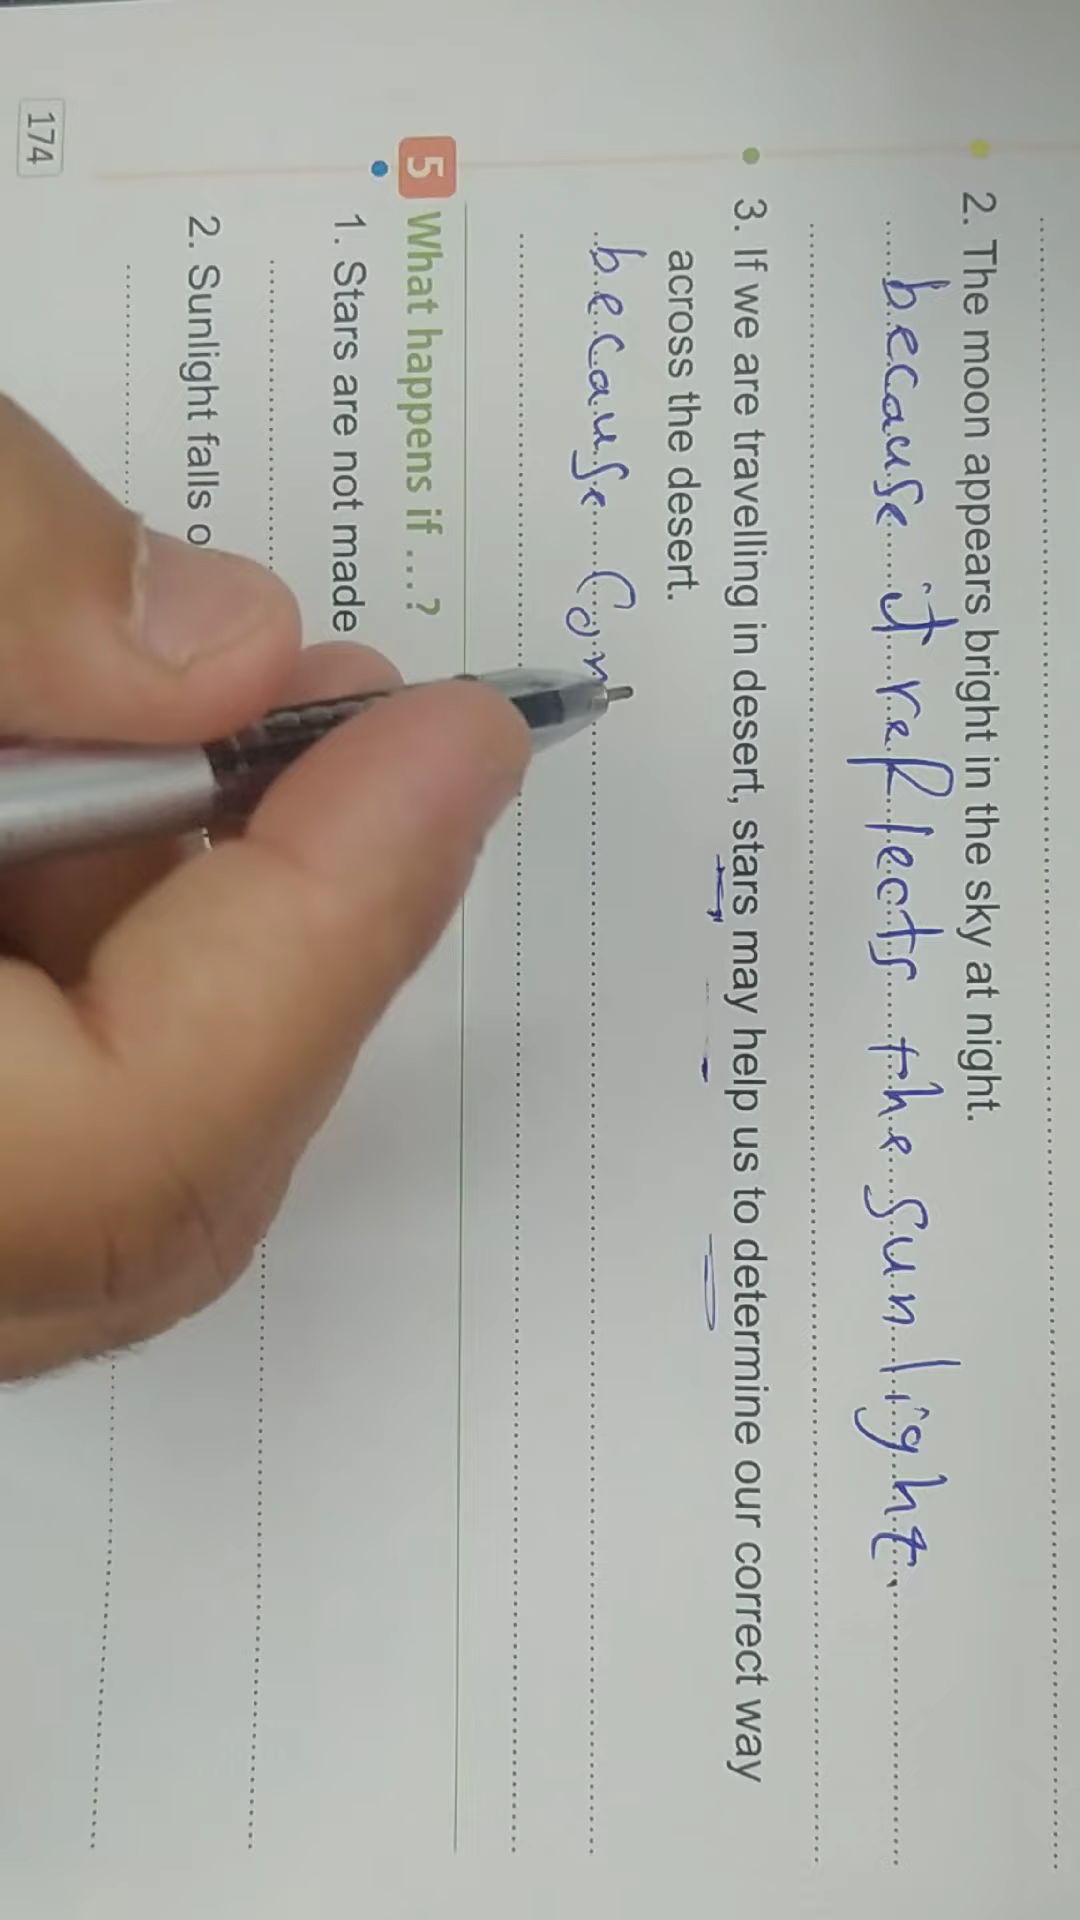 2. The moon appears bright in the sky at night.
because it reflects the sunlight.
3. If we are travelling in desert, stars may help us to determine our correct way
across the desert.
because Con
5 What happens if ...?
1. Stars are not made
2. Sunlight falls o
174